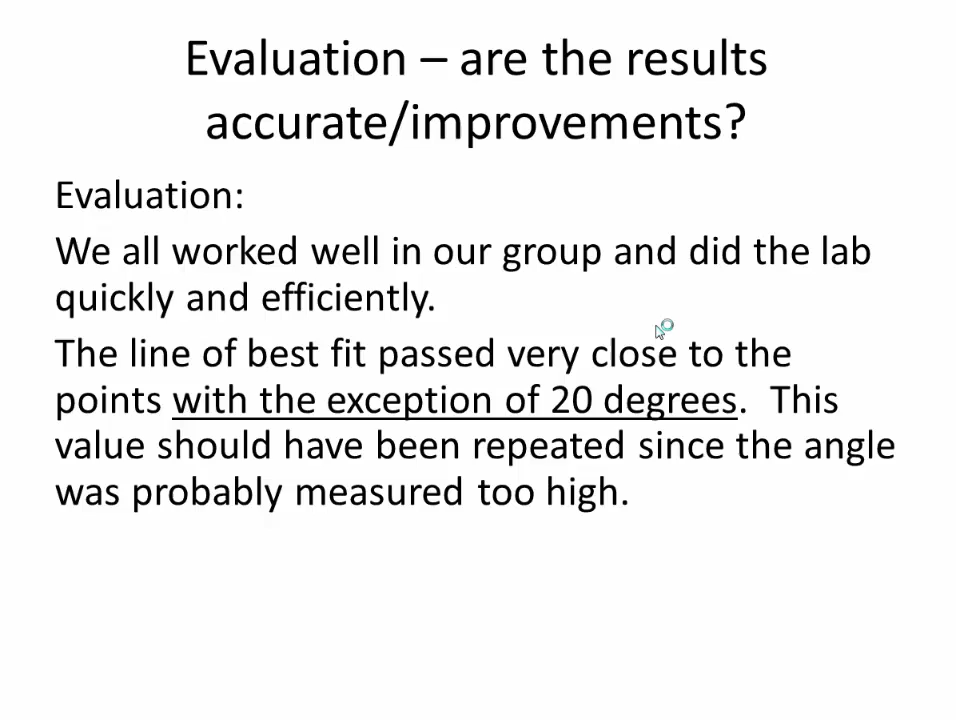 Evaluation – are the results
accurate/improvements?
Evaluation:
We all worked well in our group and did the lab
quickly and efficiently.
The line of best fit passed very close to the
points with the exception of 20 degrees.  This
value should have been repeated since the angle
was probably measured too high.